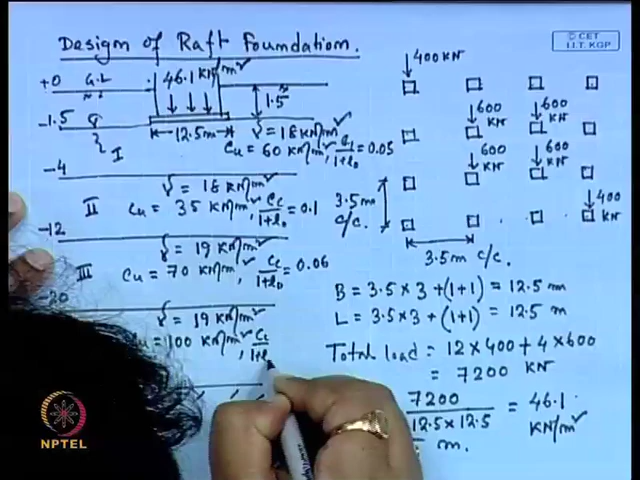 Design of Raft Foundation.
© CET
I.I.T. KGP
400 KN
+0 G.L
46.1 KN/m²
1.5 m
-1.5
12.5m
γ = 18 KN/m²
I
Cu = 60 KN/m², Cc/1+e₀ = 0.05
600 KN
600 KN
600 KN
600 KN
400 KN
-4
γ = 18 KN/m²
II
Cu = 35 KN/m², Cc/1+e₀ = 0.1
3.5m c/c.
3.5m c/c.
-12
γ = 19 KN/m²
III Cu = 70 KN/m², Cc/1+e₀ = 0.06
-20
γ = 19 KN/m²
= 100 KN/m², Cc/1+e
B = 3.5 × 3 + (1+1) = 12.5 m
L = 3.5 × 3 + (1+1) = 12.5 m
Total load = 12 × 400 + 4 × 600
= 7200 KN
7200 / 12.5 × 12.5 = 46.1 KN/m²
m.
NPTEL